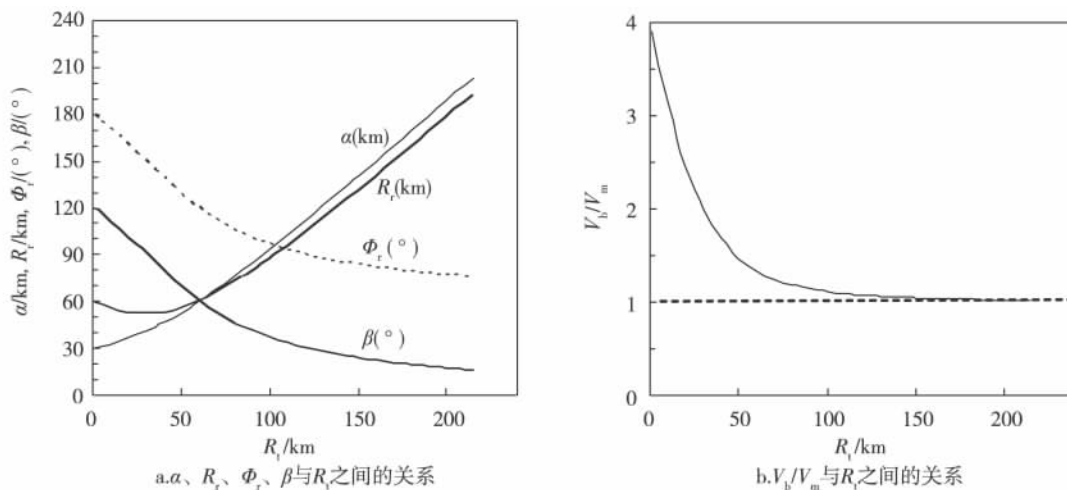 240
210
180
150
120
90
60
30
0
α/km, R_r/km, Φ_r/(°), β/(°)
α(km)
R_r(km)
Φ_r(°)
β(°)
0 50 100 150 200
R_t/km
a.α、R_r、Φ_r、β与R_t之间的关系
4
3
2
1
0
V_b/V_m
0 50 100 150 200
R_t/km
b.V_b/V_m与R_t之间的关系